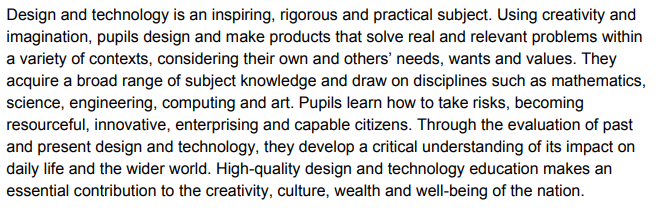 Design and technology is an inspiring, rigorous and practical subject. Using creativity and
imagination, pupils design and make products that solve real and relevant problems within
a variety of contexts, considering their own and others’ needs, wants and values. They
acquire a broad range of subject knowledge and draw on disciplines such as mathematics,
science, engineering, computing and art. Pupils learn how to take risks, becoming
resourceful, innovative, enterprising and capable citizens. Through the evaluation of past
and present design and technology, they develop a critical understanding of its impact on
daily life and the wider world. High-quality design and technology education makes an
essential contribution to the creativity, culture, wealth and well-being of the nation.